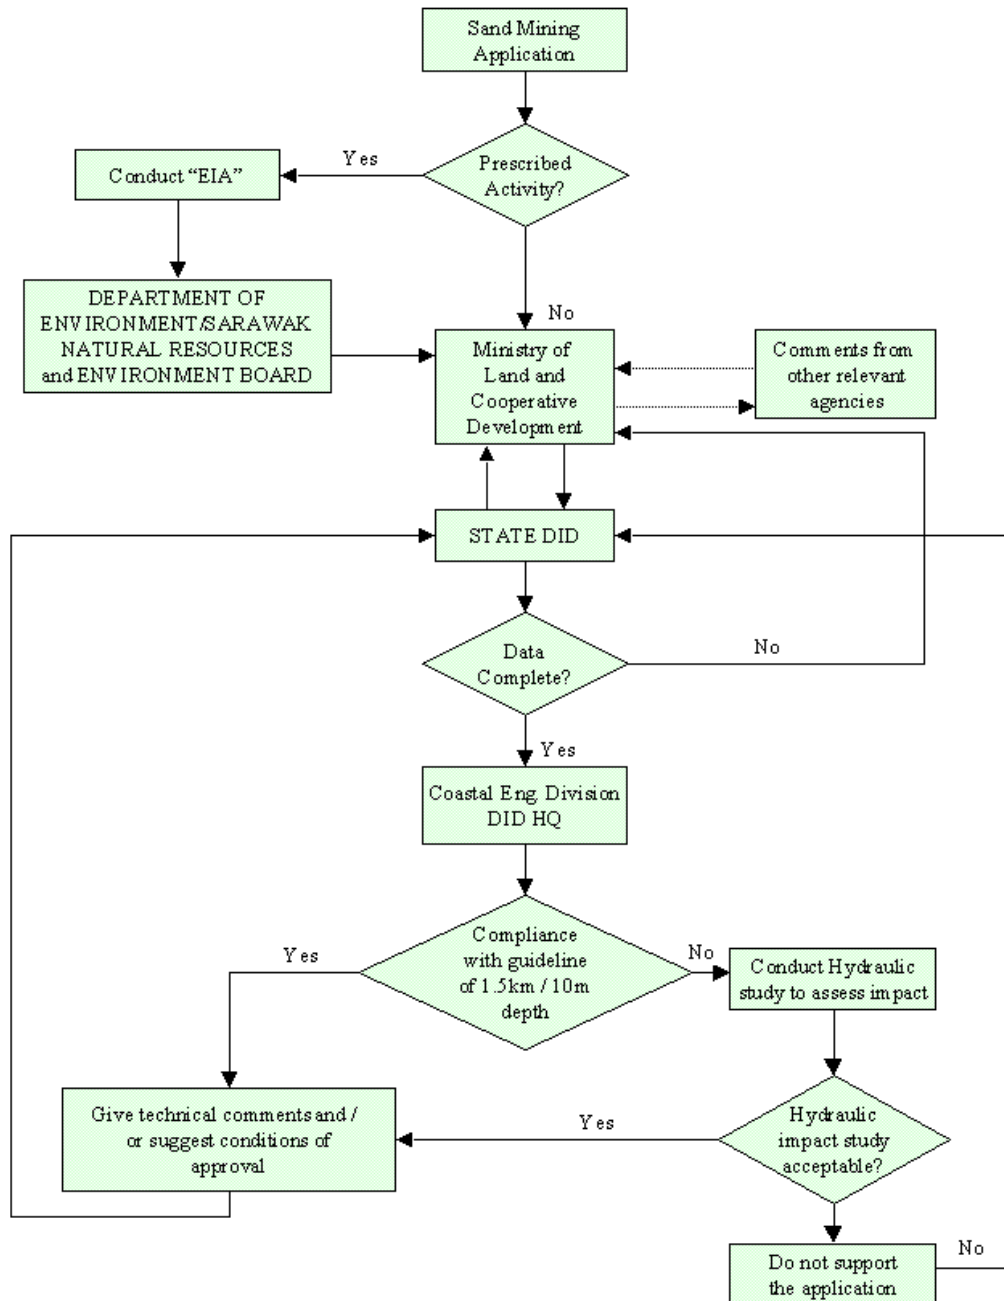 Sand Mining
Application
Yes
Prescribed
Activity?
Conduct “EIA”
DEPARTMENT OF
ENVIRONMENT/SARAWAK
NATURAL RESOURCES
and ENVIRONMENT BOARD
No
Ministry of
Land and
Cooperative
Development
Comments from
other relevant
agencies
STATE DID
Data
Complete?
No
Yes
Coastal Eng. Division
DID HQ
Yes
Compliance
with guideline
of 1.5km / 10m
depth
No
Conduct Hydraulic
study to assess impact
Give technical comments and /
or suggest conditions of
approval
Yes
Hydraulic
impact study
acceptable?
No
Do not support
the application